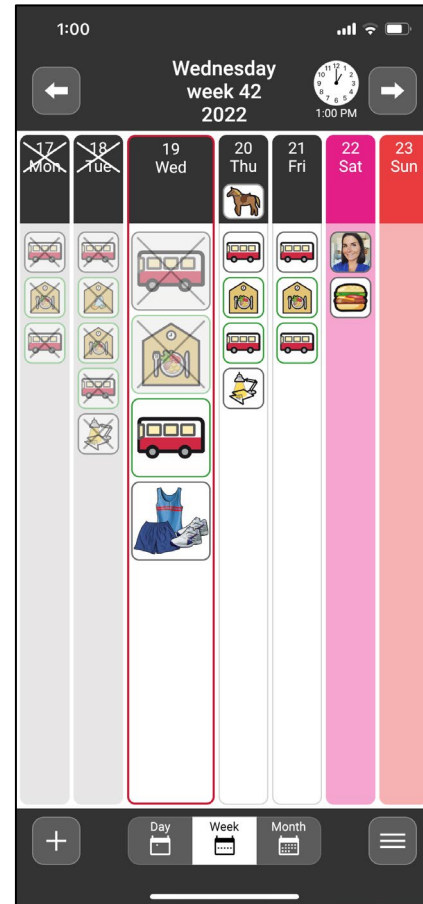 1:00
Wednesday
week 42
2022
1:00 PM
17
Mon
18
Tue
19
Wed
20
Thu
21
Fri
22
Sat
23
Sun
+
Day
Week
Month